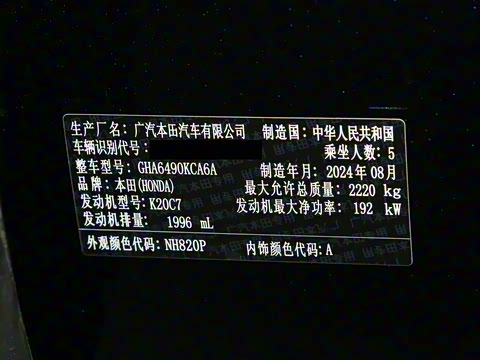 生产厂名：广汽本田汽车有限公司 制造国：中华人民共和国
车辆识别代号： 乘坐人数：5
整车型号：GHA6490KCA6A 制造年月：2024年08月
品牌：本田(HONDA) 最大允许总质量：2220 kg
发动机型号：K20C7 发动机最大净功率：192 kW
发动机排量：1996 mL
外观颜色代码：NH820P 内饰颜色代码：A